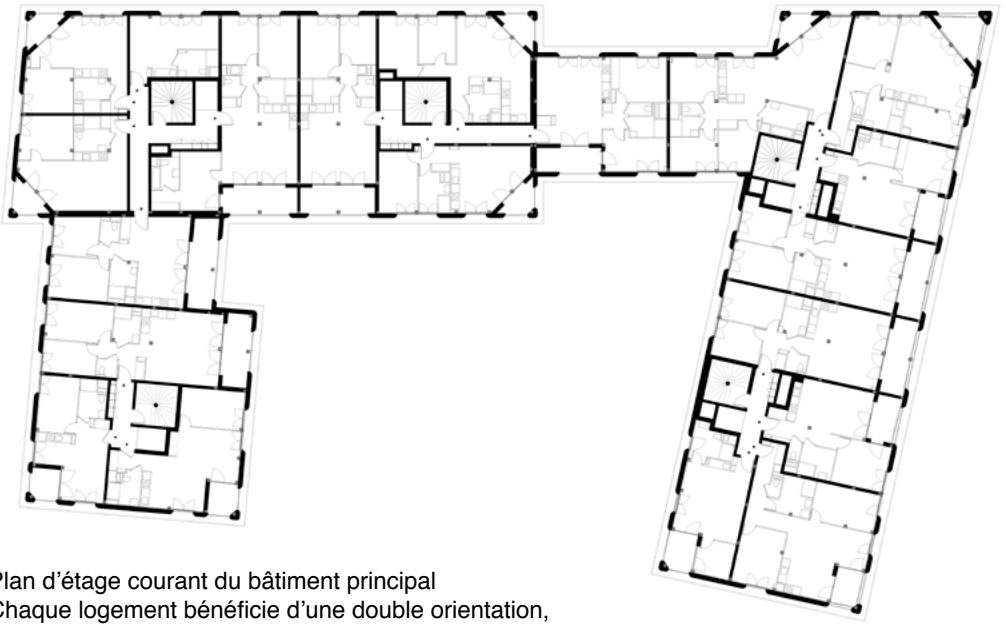 Plan d'étage courant du bâtiment principal
Chaque logement bénéficie d'une double orientation,